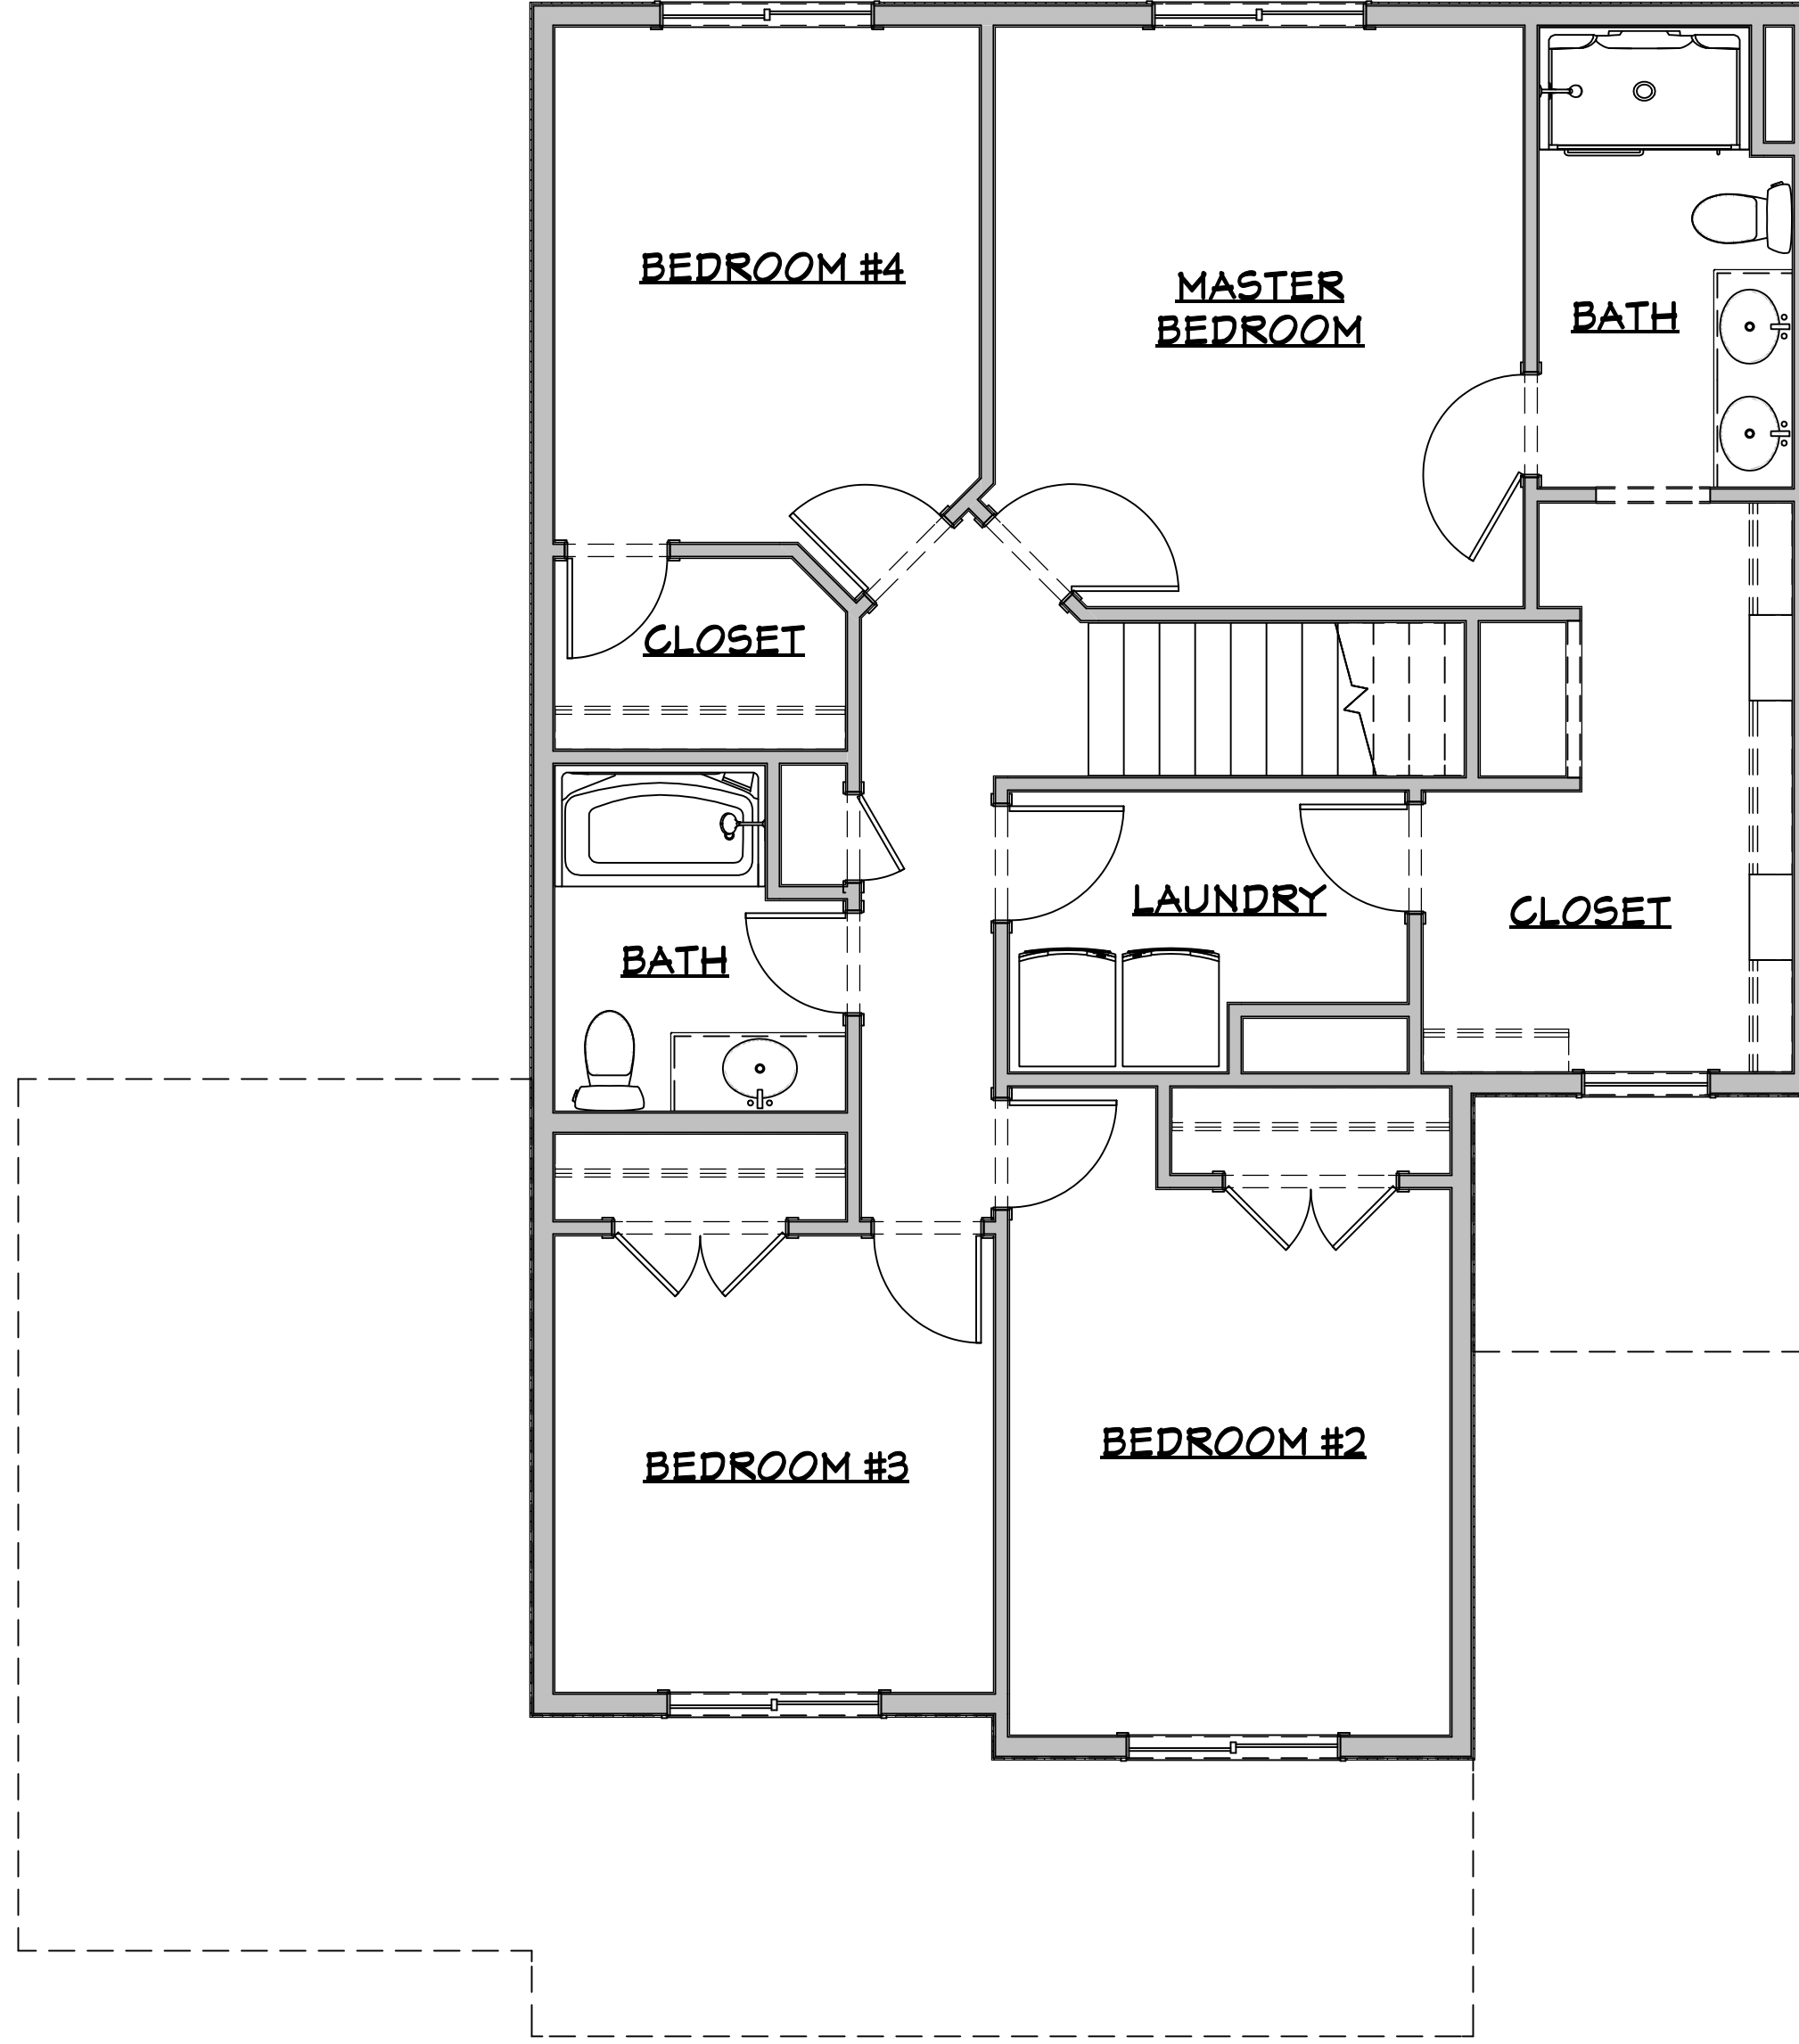 BEDROOM #4
MASTER
BEDROOM
BATH
CLOSET
LAUNDRY
CLOSET
BATH
BEDROOM #3
BEDROOM #2